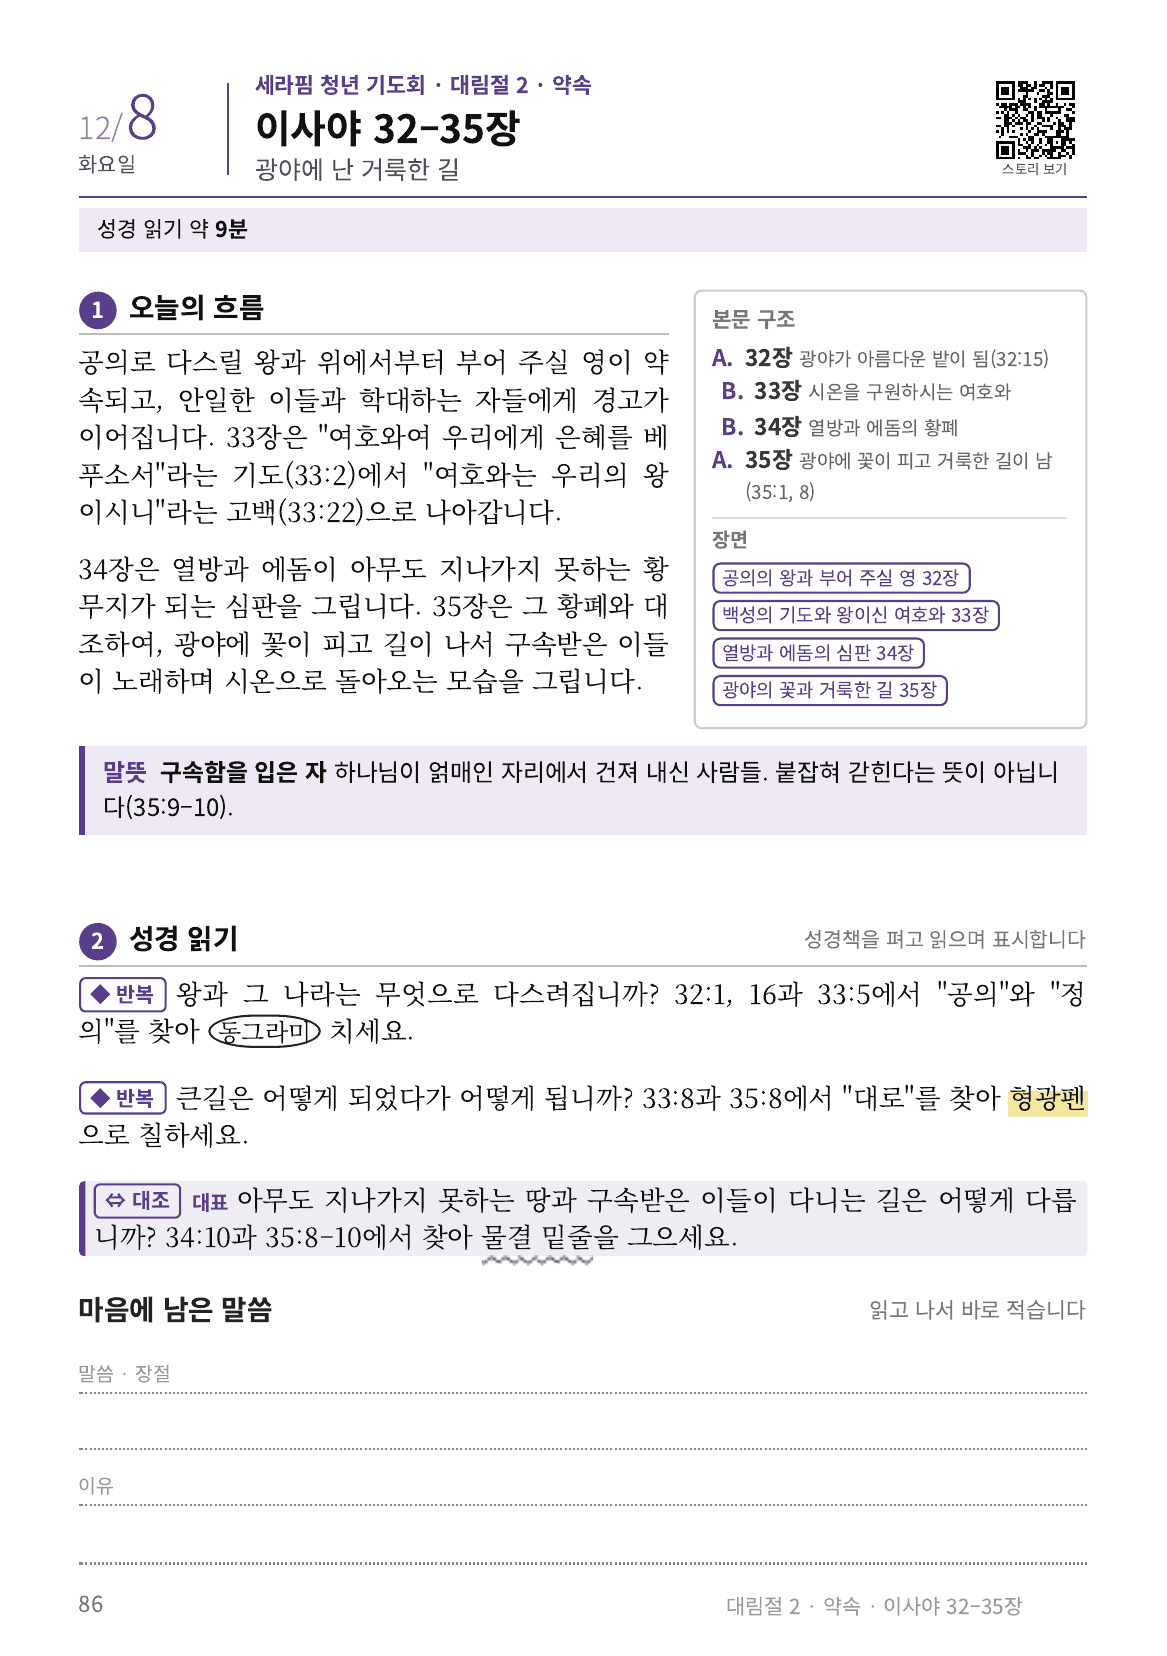 12/8
화요일
세라핌 청년 기도회 · 대림절 2 · 약속
이사야 32–35장
광야에 난 거룩한 길
스토리 보기
성경 읽기 약 9분
1 오늘의 흐름
공의로 다스릴 왕과 위에서부터 부어 주실 영이 약
속되고, 안일한 이들과 학대하는 자들에게 경고가
이어집니다. 33장은 "여호와여 우리에게 은혜를 베
푸소서"라는 기도(33:2)에서 "여호와는 우리의 왕
이시니"라는 고백(33:22)으로 나아갑니다.
34장은 열방과 에돔이 아무도 지나가지 못하는 황
무지가 되는 심판을 그립니다. 35장은 그 황폐와 대
조하여, 광야에 꽃이 피고 길이 나서 구속받은 이들
이 노래하며 시온으로 돌아오는 모습을 그립니다.
본문 구조
A. 32장 광야가 아름다운 밭이 됨(32:15)
B. 33장 시온을 구원하시는 여호와
B. 34장 열방과 에돔의 황폐
A. 35장 광야에 꽃이 피고 거룩한 길이 남
(35:1, 8)
장면
공의의 왕과 부어 주실 영 32장
백성의 기도와 왕이신 여호와 33장
열방과 에돔의 심판 34장
광야의 꽃과 거룩한 길 35장
말뜻 구속함을 입은 자 하나님이 얽매인 자리에서 건져 내신 사람들. 붙잡혀 갇힌다는 뜻이 아닙니
다(35:9–10).
2 성경 읽기
성경책을 펴고 읽으며 표시합니다
◆ 반복 왕과 그 나라는 무엇으로 다스려집니까? 32:1, 16과 33:5에서 "공의"와 "정
의"를 찾아 동그라미 치세요.
◆ 반복 큰길은 어떻게 되었다가 어떻게 됩니까? 33:8과 35:8에서 "대로"를 찾아 형광펜
으로 칠하세요.
⇔ 대조 대표 아무도 지나가지 못하는 땅과 구속받은 이들이 다니는 길은 어떻게 다릅
니까? 34:10과 35:8–10에서 찾아 물결 밑줄을 그으세요.
마음에 남은 말씀
읽고 나서 바로 적습니다
말씀 · 장절
이유
86
대림절 2 · 약속 · 이사야 32–35장